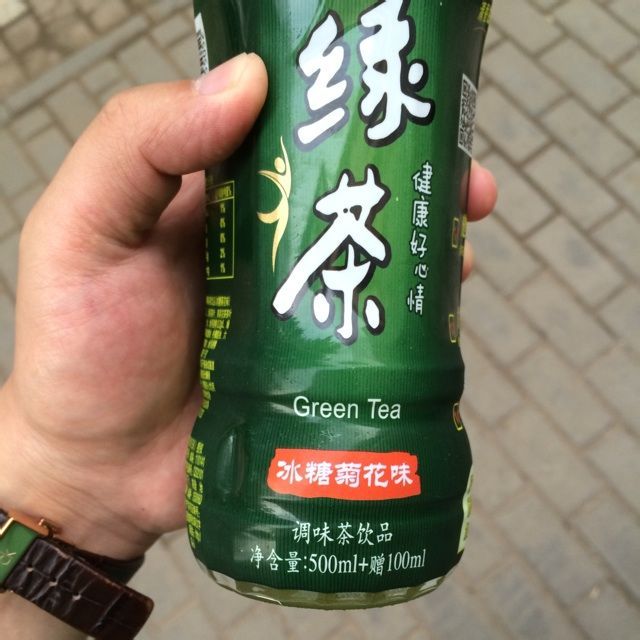 绿茶
健康好心情
Green Tea
冰糖菊花味
调味茶饮品
净含量:500ml+赠100ml